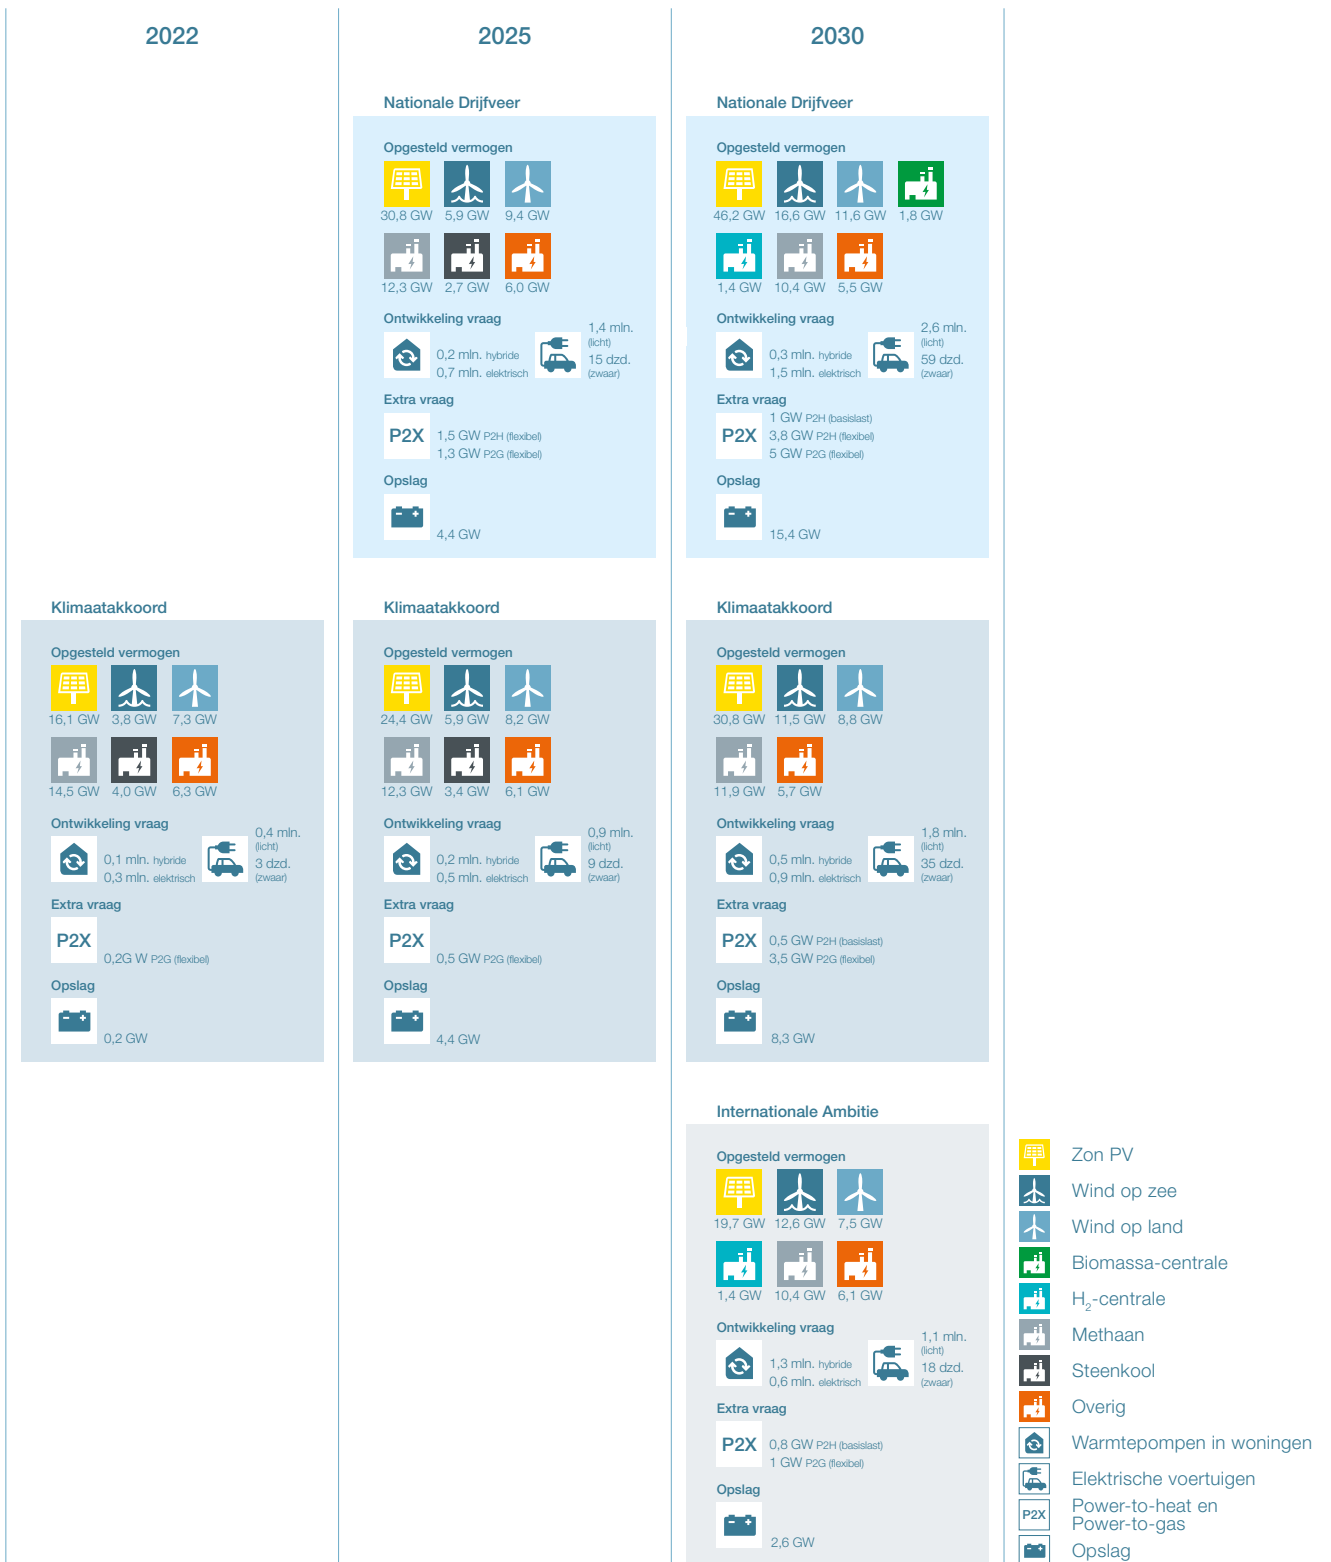 2022
2025
2030
Nationale Drijfveer
Opgesteld vermogen
30,8 GW 5,9 GW 9,4 GW
12,3 GW 2,7 GW 6,0 GW
Ontwikkeling vraag
0,2 mln. hybride
0,7 mln. elektrisch
1,4 mln.
(licht)
15 dzd.
(zwaar)
Extra vraag
P2X
1,5 GW P2H (flexibel)
1,3 GW P2G (flexibel)
Opslag
4,4 GW
Nationale Drijfveer
Opgesteld vermogen
46,2 GW 16,6 GW 11,6 GW 1,8 GW
1,4 GW 10,4 GW 5,5 GW
Ontwikkeling vraag
0,3 mln. hybride
1,5 mln. elektrisch
2,6 mln.
(licht)
59 dzd.
(zwaar)
Extra vraag
P2X
1 GW P2H (basislast)
3,8 GW P2H (flexibel)
5 GW P2G (flexibel)
Opslag
15,4 GW
Klimaatakkoord
Opgesteld vermogen
16,1 GW 3,8 GW 7,3 GW
14,5 GW 4,0 GW 6,3 GW
Ontwikkeling vraag
0,1 mln. hybride
0,3 mln. elektrisch
0,4 mln.
(licht)
3 dzd.
(zwaar)
Extra vraag
P2X
0,2G W P2G (flexibel)
Opslag
0,2 GW
Klimaatakkoord
Opgesteld vermogen
24,4 GW 5,9 GW 8,2 GW
12,3 GW 3,4 GW 6,1 GW
Ontwikkeling vraag
0,2 mln. hybride
0,5 mln. elektrisch
0,9 mln.
(licht)
9 dzd.
(zwaar)
Extra vraag
P2X
0,5 GW P2G (flexibel)
Opslag
4,4 GW
Klimaatakkoord
Opgesteld vermogen
30,8 GW 11,5 GW 8,8 GW
11,9 GW 5,7 GW
Ontwikkeling vraag
0,5 mln. hybride
0,9 mln. elektrisch
1,8 mln.
(licht)
35 dzd.
(zwaar)
Extra vraag
P2X
0,5 GW P2H (basislast)
3,5 GW P2G (flexibel)
Opslag
8,3 GW
Internationale Ambitie
Opgesteld vermogen
19,7 GW 12,6 GW 7,5 GW
1,4 GW 10,4 GW 6,1 GW
Ontwikkeling vraag
1,3 mln. hybride
0,6 mln. elektrisch
1,1 mln.
(licht)
18 dzd.
(zwaar)
Extra vraag
P2X
0,8 GW P2H (basislast)
1 GW P2G (flexibel)
Opslag
2,6 GW
Zon PV
Wind op zee
Wind op land
Biomassa-centrale
H₂-centrale
Methaan
Steenkool
Overig
Warmtepompen in woningen
Elektrische voertuigen
P2X
Power-to-heat en
Power-to-gas
Opslag